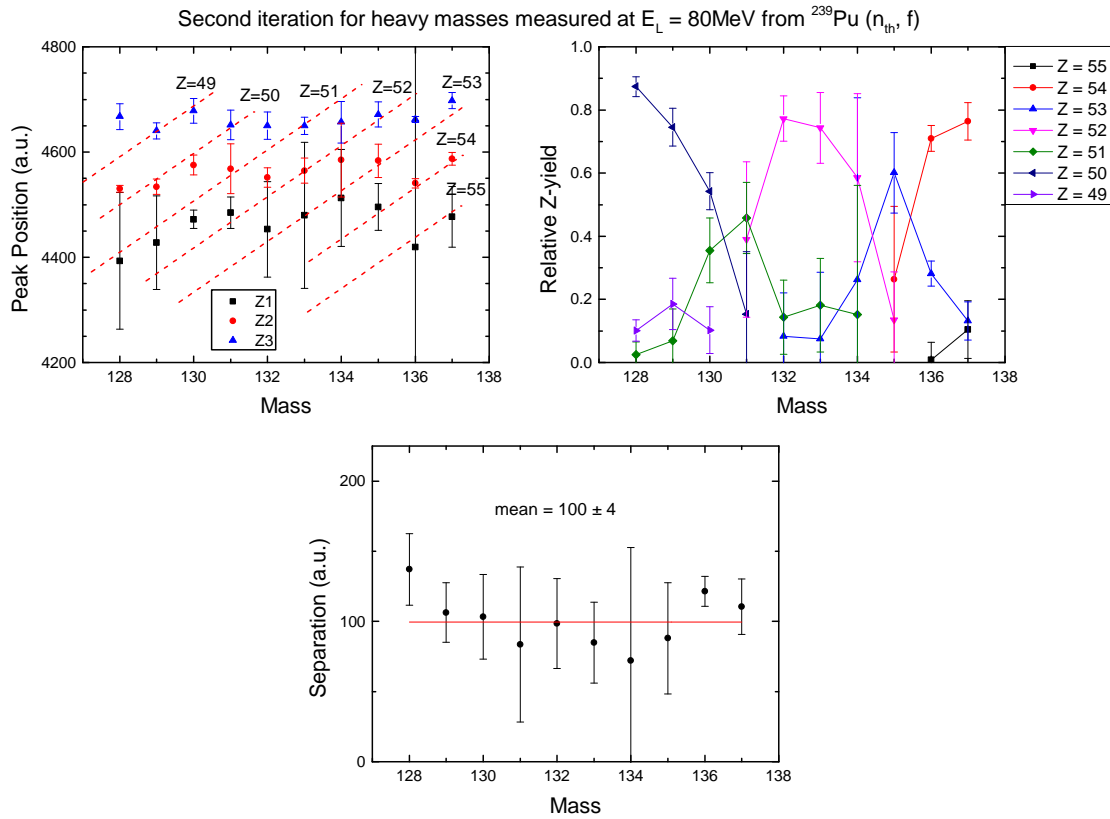 Second iteration for heavy masses measured at E_L = 80MeV from ²³⁹Pu (n_th, f)
4800
4600
4400
4200
Peak Position (a.u.)
Z=49
Z=50
Z=51
Z=52
Z=53
Z=54
Z=55
Z1
Z2
Z3
128 130 132 134 136 138
Mass
1.0
0.8
0.6
0.4
0.2
0.0
Relative Z-yield
128 130 132 134 136 138
Mass
Z = 55
Z = 54
Z = 53
Z = 52
Z = 51
Z = 50
Z = 49
200
100
0
Separation (a.u.)
mean = 100 ± 4
128 130 132 134 136 138
Mass